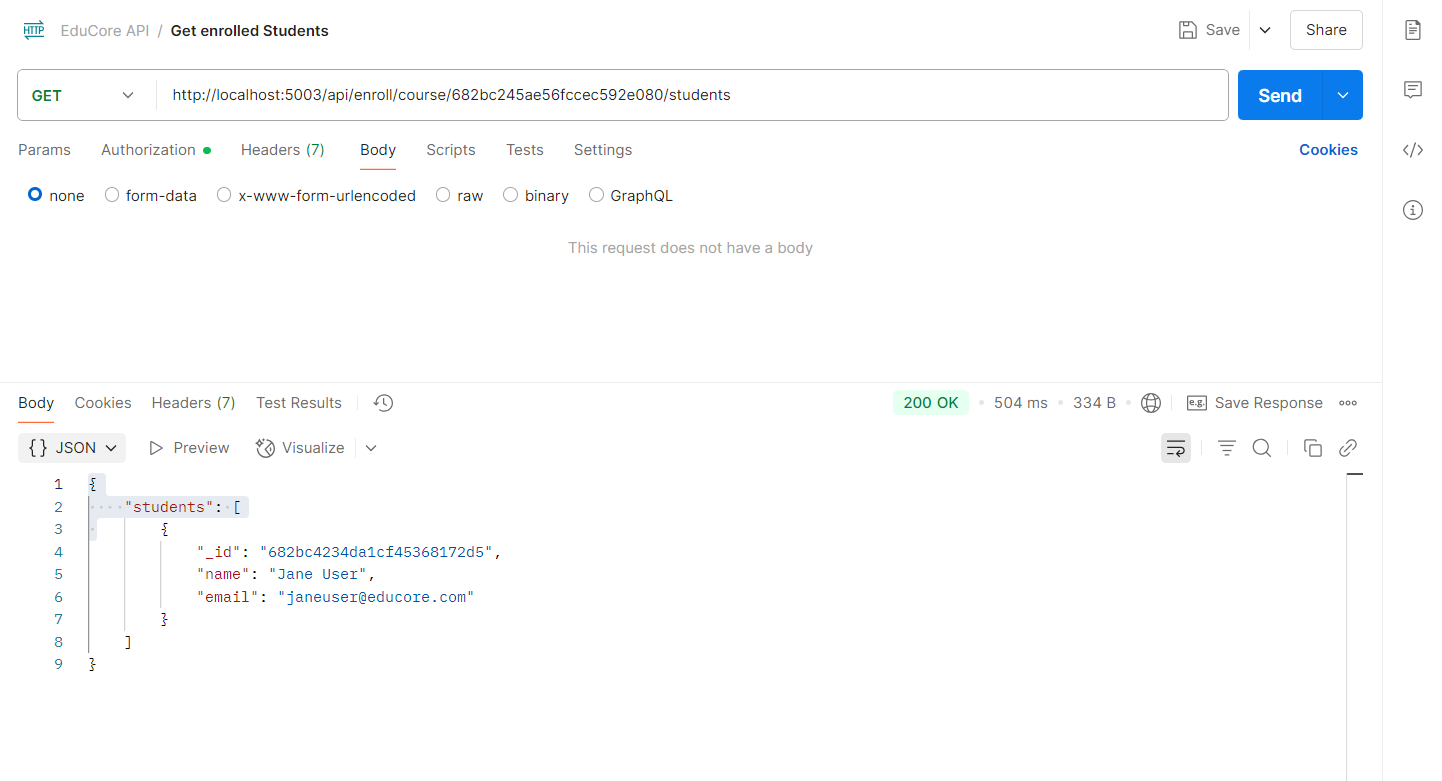 HTTP EduCore API / Get enrolled Students Save Share
GET http://localhost:5003/api/enroll/course/682bc245ae56fccec592e080/students Send
Params Authorization Headers (7) Body Scripts Tests Settings Cookies
none form-data x-www-form-urlencoded raw binary GraphQL
This request does not have a body
Body Cookies Headers (7) Test Results 200 OK 504 ms 334 B e.g. Save Response
{} JSON Preview Visualize
1 {
2 "students": [
3 {
4 "_id": "682bc4234da1cf45368172d5",
5 "name": "Jane User",
6 "email": "janeuser@educore.com"
7 }
8 ]
9 }